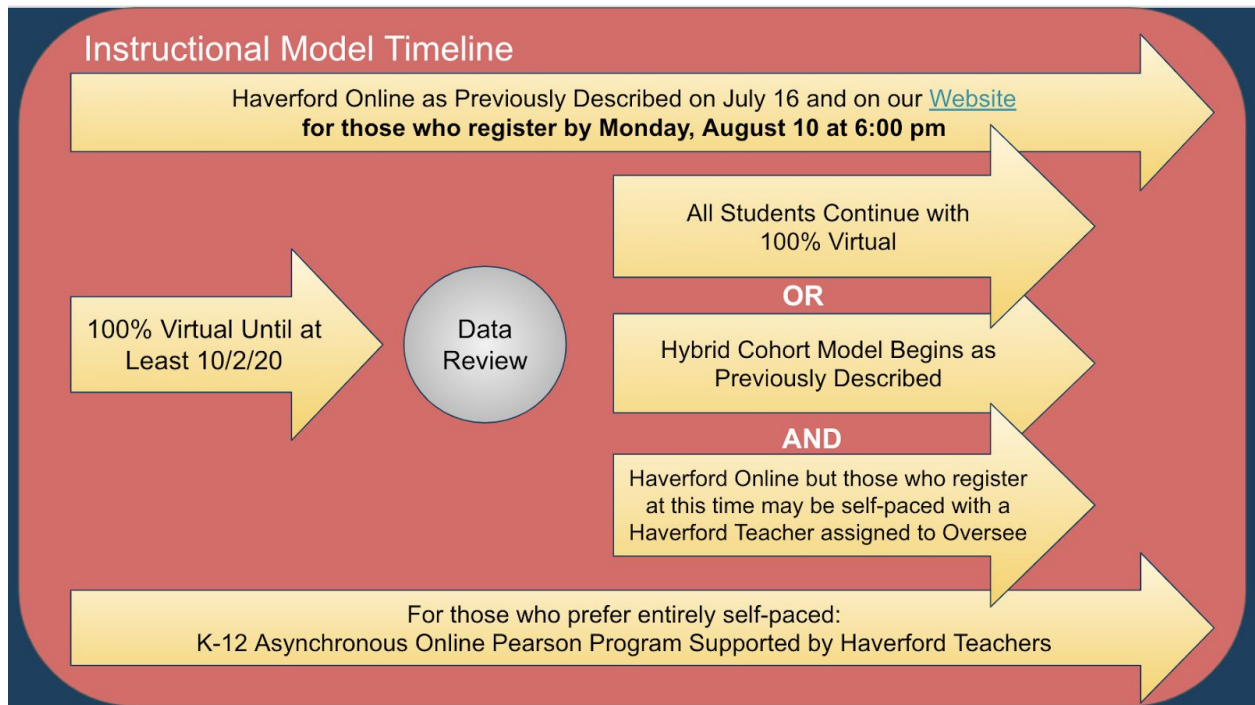 Instructional Model Timeline
Haverford Online as Previously Described on July 16 and on our Website
for those who register by Monday, August 10 at 6:00 pm
100% Virtual Until at
Least 10/2/20
Data
Review
All Students Continue with
100% Virtual
OR
Hybrid Cohort Model Begins as
Previously Described
AND
Haverford Online but those who register
at this time may be self-paced with a
Haverford Teacher assigned to Oversee
For those who prefer entirely self-paced:
K-12 Asynchronous Online Pearson Program Supported by Haverford Teachers